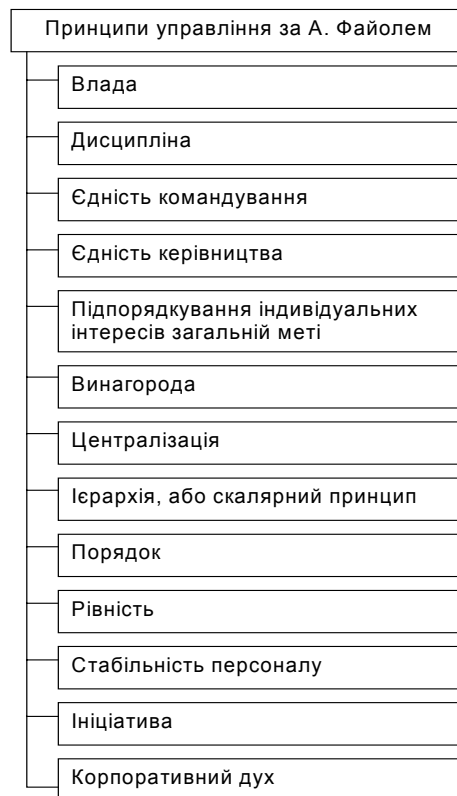 Принципи управління за А. Файолем
Влада
Дисципліна
Єдність командування
Єдність керівництва
Підпорядкування індивідуальних
інтересів загальній меті
Винагорода
Централізація
Ієрархія, або скалярний принцип
Порядок
Рівність
Стабільність персоналу
Ініціатива
Корпоративний дух